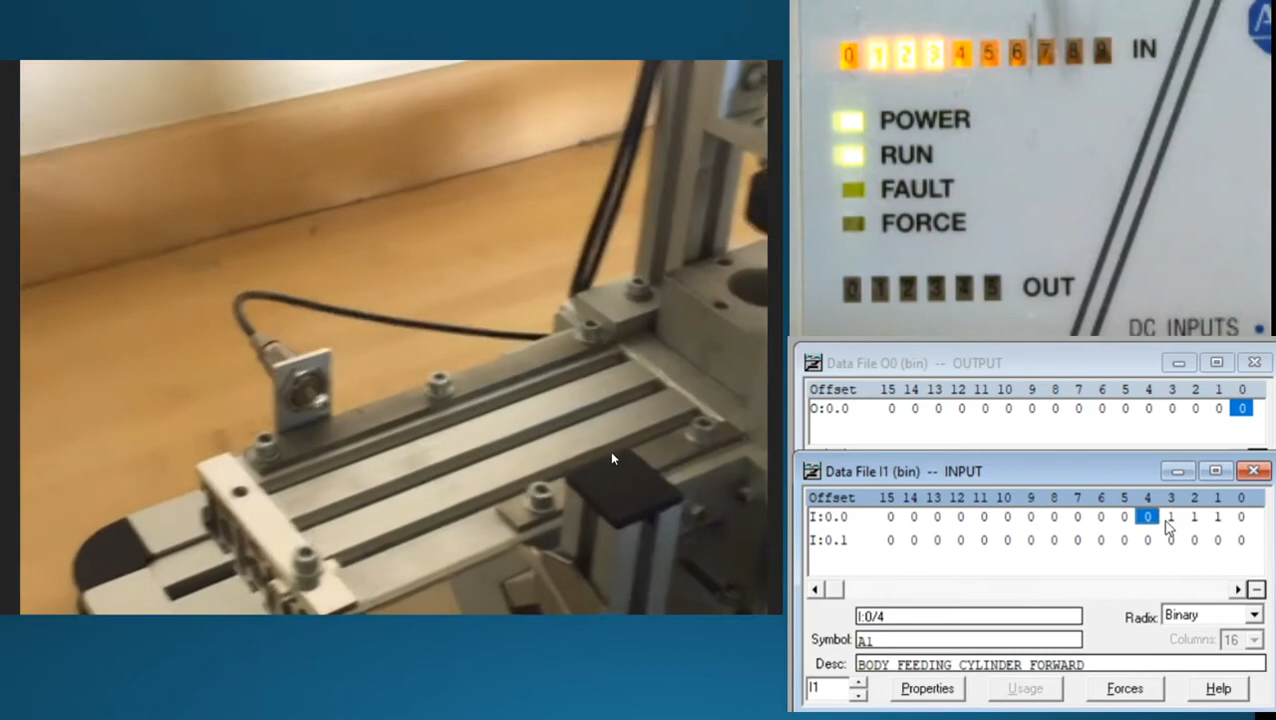 0 1 2 3 4 5 6 7 8 9 IN
POWER
RUN
FAULT
FORCE
0 1 2 3 4 5 OUT
DC INPUTS
A
Data File O0 (bin) -- OUTPUT
Offset 15 14 13 12 11 10 9 8 7 6 5 4 3 2 1 0
O:0.0 0 0 0 0 0 0 0 0 0 0 0 0 0 0 0 0
Data File I1 (bin) -- INPUT
Offset 15 14 13 12 11 10 9 8 7 6 5 4 3 2 1 0
I:0.0 0 0 0 0 0 0 0 0 0 0 0 0 1 1 1 0
I:0.1 0 0 0 0 0 0 0 0 0 0 0 0 0 0 0 0
I:0/4
Radix: Binary
Symbol: A1
Columns: 16
Desc: BODY FEEDING CYLINDER FORWARD
I1
Properties
Usage
Forces
Help